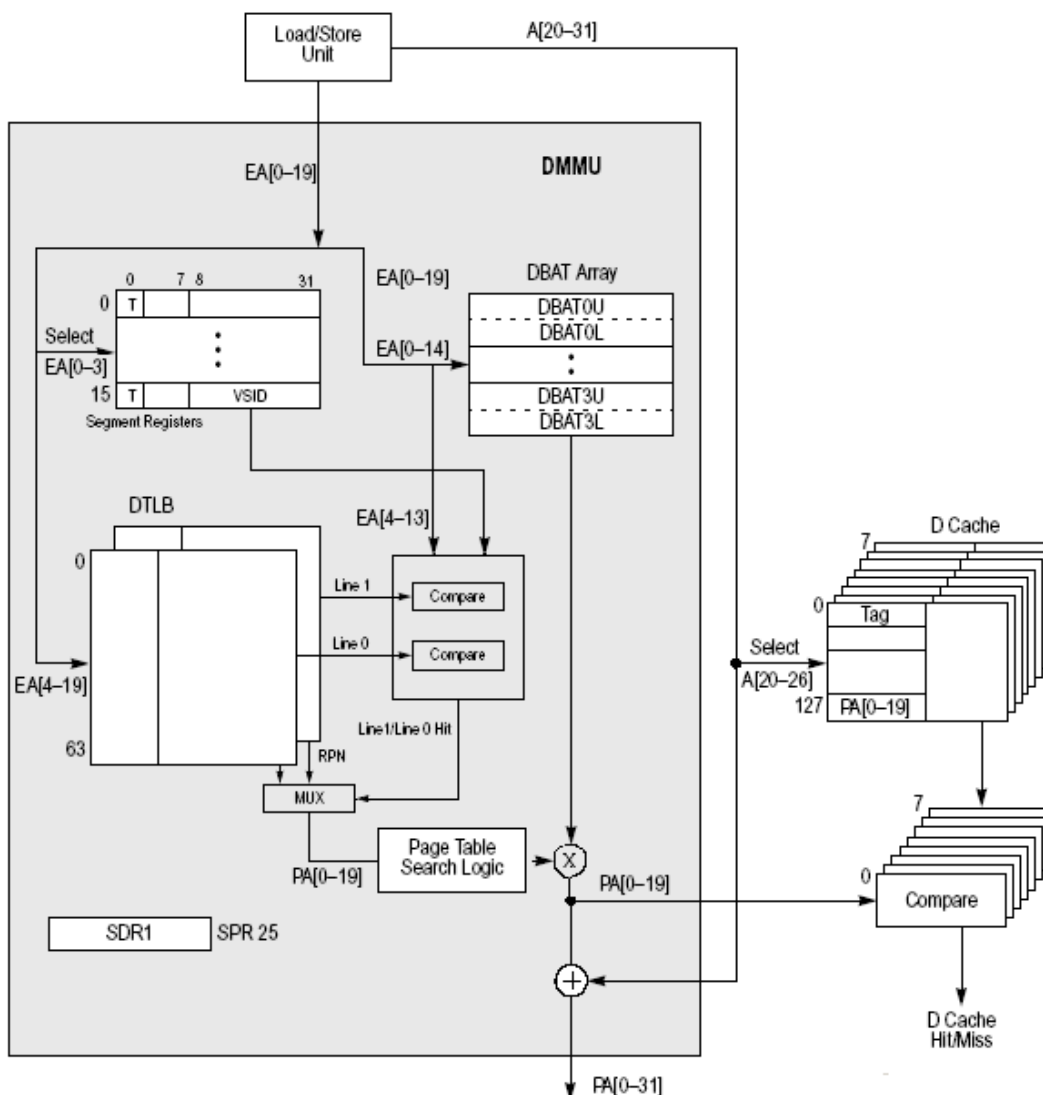 Load/Store
Unit
A[20–31]
DMMU
EA[0–19]
0 7 8 31
EA[0–19]
DBAT Array
0 T
DBAT0U
DBAT0L
Select
EA[0–3]
EA[0–14]
15 T VSID
DBAT3U
DBAT3L
Segment Registers
DTLB
EA[4–13]
D Cache
7
0
Line 1
Compare
0
Tag
Line 0
Compare
Select
A[20–26]
EA[4–19]
127 PA[0–19]
Line1/Line 0 Hit
63
RPN
MUX
7
Page Table
Search Logic
X
PA[0–19]
PA[0–19]
0
Compare
SDR1 SPR 25
+
D Cache
Hit/Miss
PA[0–31]